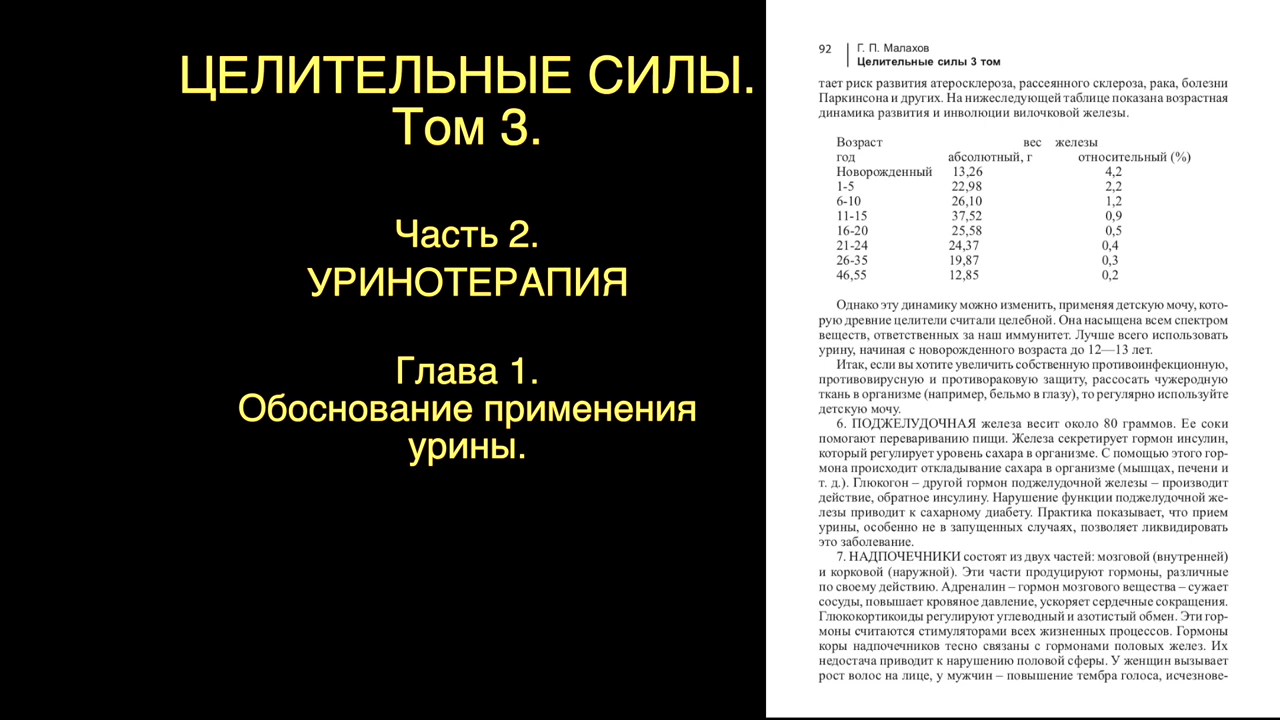 ЦЕЛИТЕЛЬНЫЕ СИЛЫ.
Том 3.
Часть 2.
УРИНОТЕРАПИЯ
Глава 1.
Обоснование применения
урины.
92
Г. П. Малахов
Целительные силы 3 том
тает риск развития атеросклероза, рассеянного склероза, рака, болезни
Паркинсона и других. На нижеследующей таблице показана возрастная
динамика развития и инволюции вилочковой железы.
Возраст вес железы
год абсолютный, г относительный (%)
Новорожденный 13,26 4,2
1-5 22,98 2,2
6-10 26,10 1,2
11-15 37,52 0,9
16-20 25,58 0,5
21-24 24,37 0,4
26-35 19,87 0,3
46,55 12,85 0,2
Однако эту динамику можно изменить, применяя детскую мочу, кото-
рую древние целители считали целебной. Она насыщена всем спектром
веществ, ответственных за наш иммунитет. Лучше всего использовать
урину, начиная с новорожденного возраста до 12—13 лет.
Итак, если вы хотите увеличить собственную противоинфекционную,
противовирусную и противораковую защиту, рассосать чужеродную
ткань в организме (например, бельмо в глазу), то регулярно используйте
детскую мочу.
6. ПОДЖЕЛУДОЧНАЯ железа весит около 80 граммов. Ее соки
помогают перевариванию пищи. Железа секретирует гормон инсулин,
который регулирует уровень сахара в организме. С помощью этого гор-
мона происходит откладывание сахара в организме (мышцах, печени и
т. д.). Глюкогон – другой гормон поджелудочной железы – производит
действие, обратное инсулину. Нарушение функции поджелудочной же-
лезы приводит к сахарному диабету. Практика показывает, что прием
урины, особенно не в запущенных случаях, позволяет ликвидировать
это заболевание.
7. НАДПОЧЕЧНИКИ состоят из двух частей: мозговой (внутренней)
и корковой (наружной). Эти части продуцируют гормоны, различные
по своему действию. Адреналин – гормон мозгового вещества – сужает
сосуды, повышает кровяное давление, ускоряет сердечные сокращения.
Глюкокортикоиды регулируют углеводный и азотистый обмен. Эти гор-
моны считаются стимуляторами всех жизненных процессов. Гормоны
коры надпочечников тесно связаны с гормонами половых желез. Их
недостача приводит к нарушению половой сферы. У женщин вызывает
рост волос на лице, у мужчин – повышение тембра голоса, исчезнове-